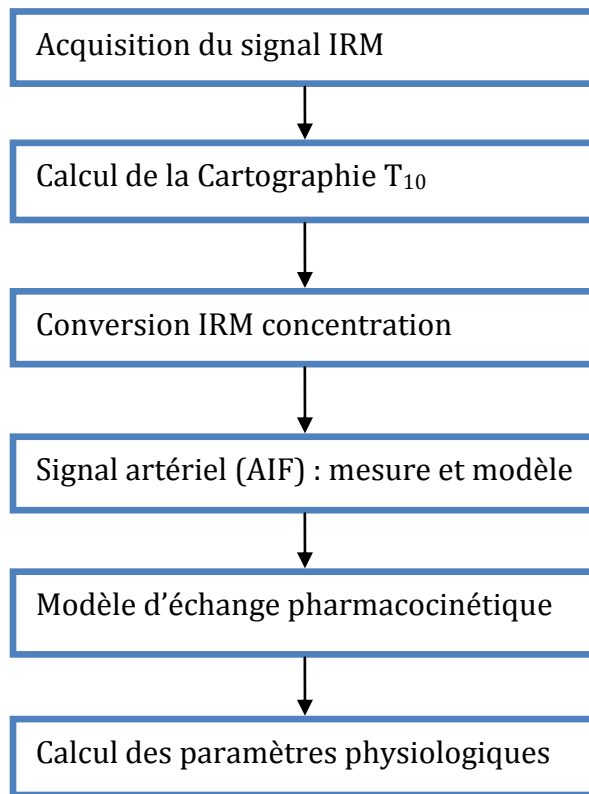 Acquisition du signal IRM
Calcul de la Cartographie T₁₀
Conversion IRM concentration
Signal artériel (AIF) : mesure et modèle
Modèle d’échange pharmacocinétique
Calcul des paramètres physiologiques